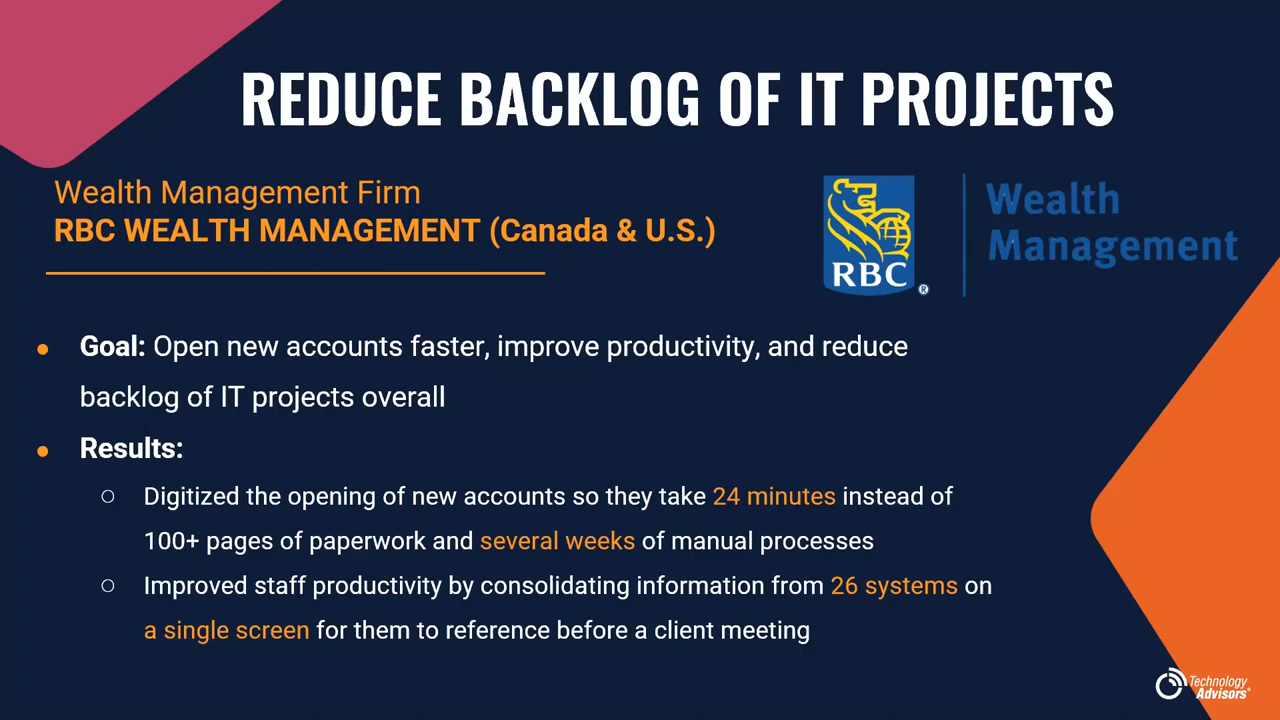 REDUCE BACKLOG OF IT PROJECTS
Wealth Management Firm
RBC WEALTH MANAGEMENT (Canada & U.S.)
RBC
®
Wealth
Management
• Goal: Open new accounts faster, improve productivity, and reduce
backlog of IT projects overall
• Results:
○ Digitized the opening of new accounts so they take 24 minutes instead of
100+ pages of paperwork and several weeks of manual processes
○ Improved staff productivity by consolidating information from 26 systems on
a single screen for them to reference before a client meeting
Technology
Advisors®